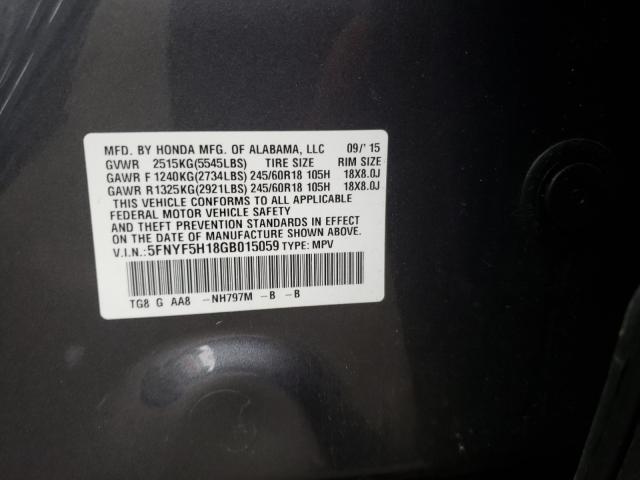 MFD. BY HONDA MFG. OF ALABAMA, LLC 09/'15
GVWR 2515KG(5545LBS) TIRE SIZE RIM SIZE
GAWR F 1240KG(2734LBS) 245/60R18 105H 18X8.0J
GAWR R1325KG(2921LBS) 245/60R18 105H 18X8.0J
THIS VEHICLE CONFORMS TO ALL APPLICABLE
FEDERAL MOTOR VEHICLE SAFETY
AND THEFT PREVENTION STANDARDS IN EFFECT
ON THE DATE OF MANUFACTURE SHOWN ABOVE.
V.I.N.:5FNYF5H18GB015059 TYPE: MPV
TG8 G AA8 -NH797M -B -B